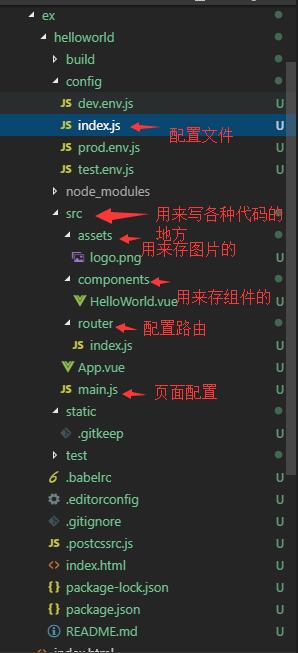 ex
helloworld
build
config
JS dev.env.js U
JS index.js U
配置文件
JS prod.env.js U
JS test.env.js U
node_modules
src
用来写各种代码的地方
assets
用来存图片的
logo.png U
components
用来存组件的
HelloWorld.vue U
router
配置路由
JS index.js U
App.vue U
JS main.js U
页面配置
static
.gitkeep U
test
6 .babelrc U
.editorconfig U
.gitignore U
JS .postcssrc.js U
<> index.html U
{} package-lock.json U
{} package.json U
README.md U
<> index.html